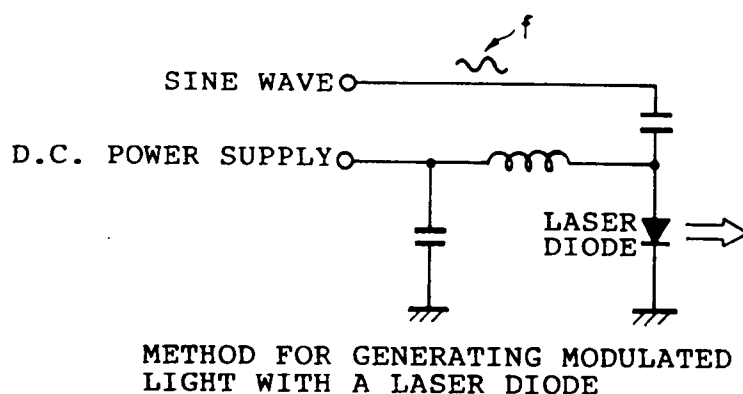 f
SINE WAVE
D.C. POWER SUPPLY
LASER
DIODE
METHOD FOR GENERATING MODULATED
LIGHT WITH A LASER DIODE